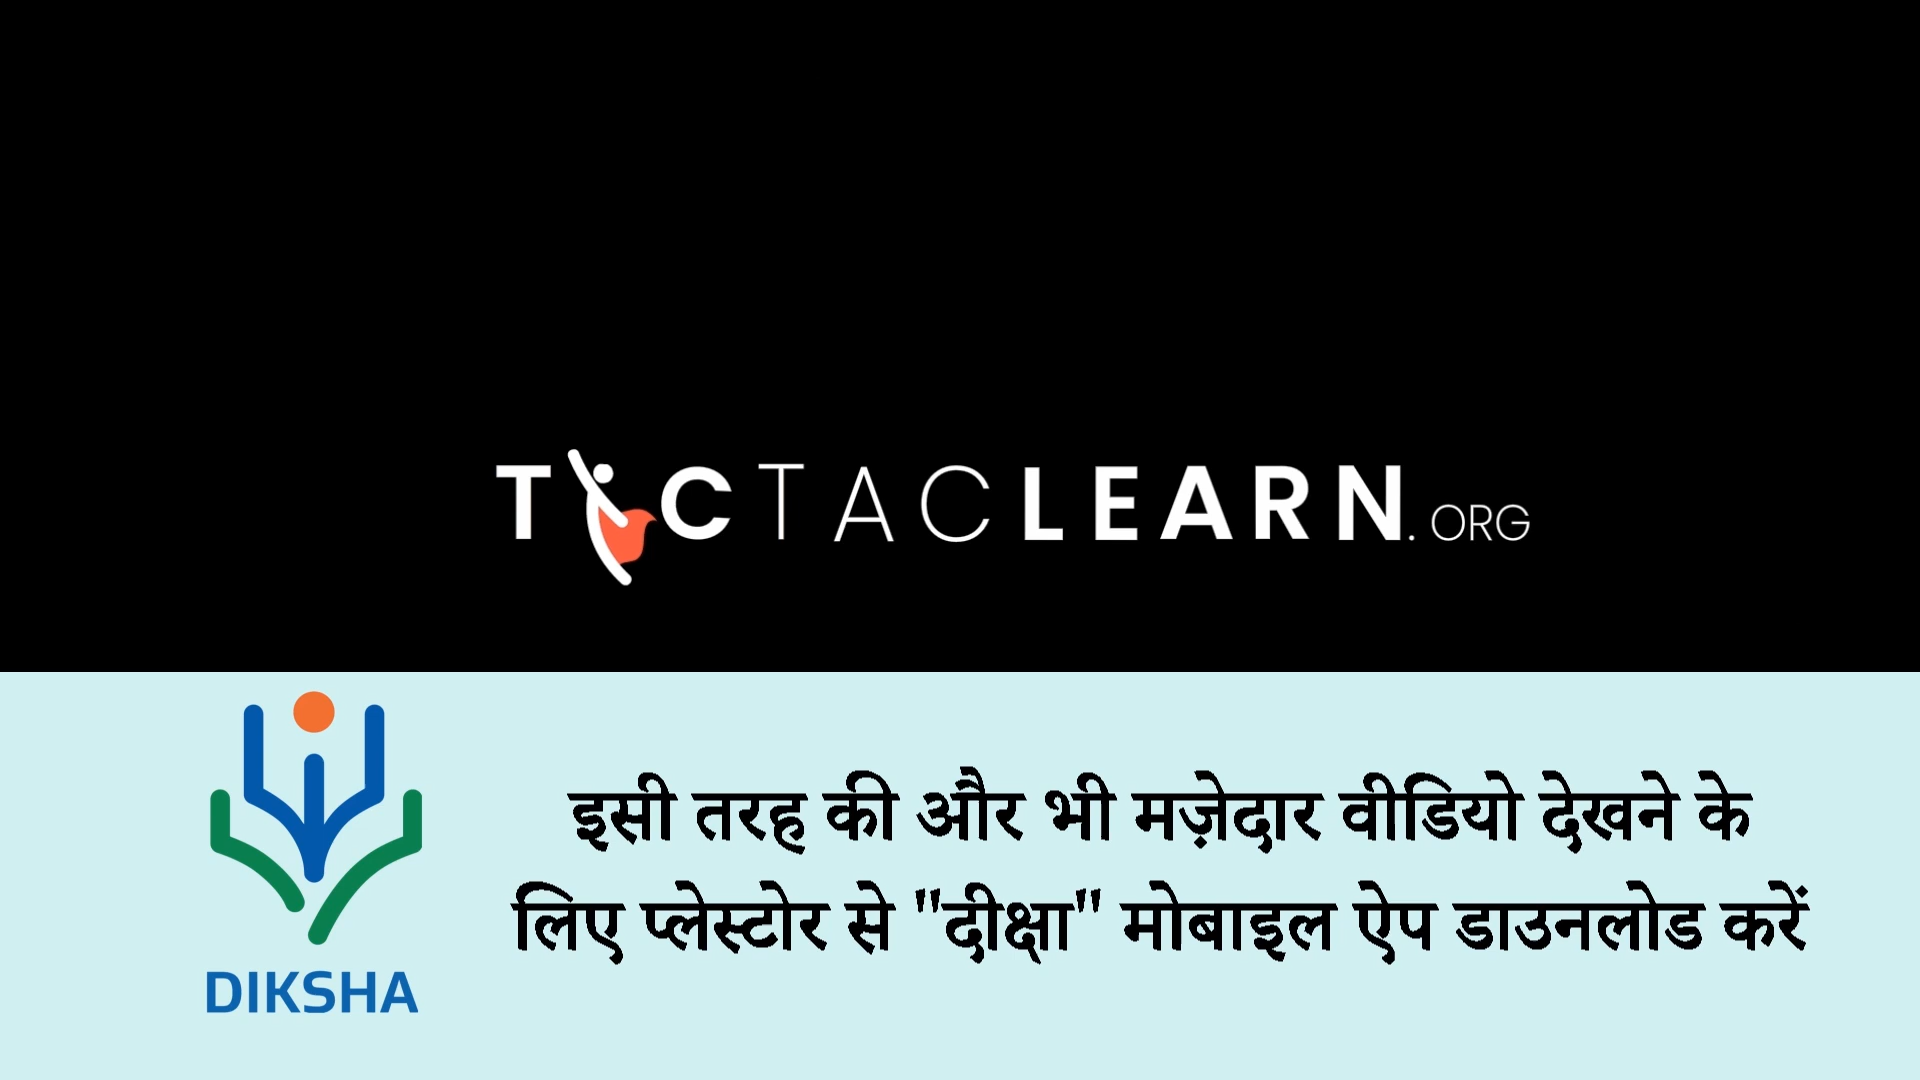 TICTACLEARN.ORG
इसी तरह की और भी मज़ेदार वीडियो देखने के
लिए प्लेस्टोर से "दीक्षा" मोबाइल ऐप डाउनलोड करें
DIKSHA